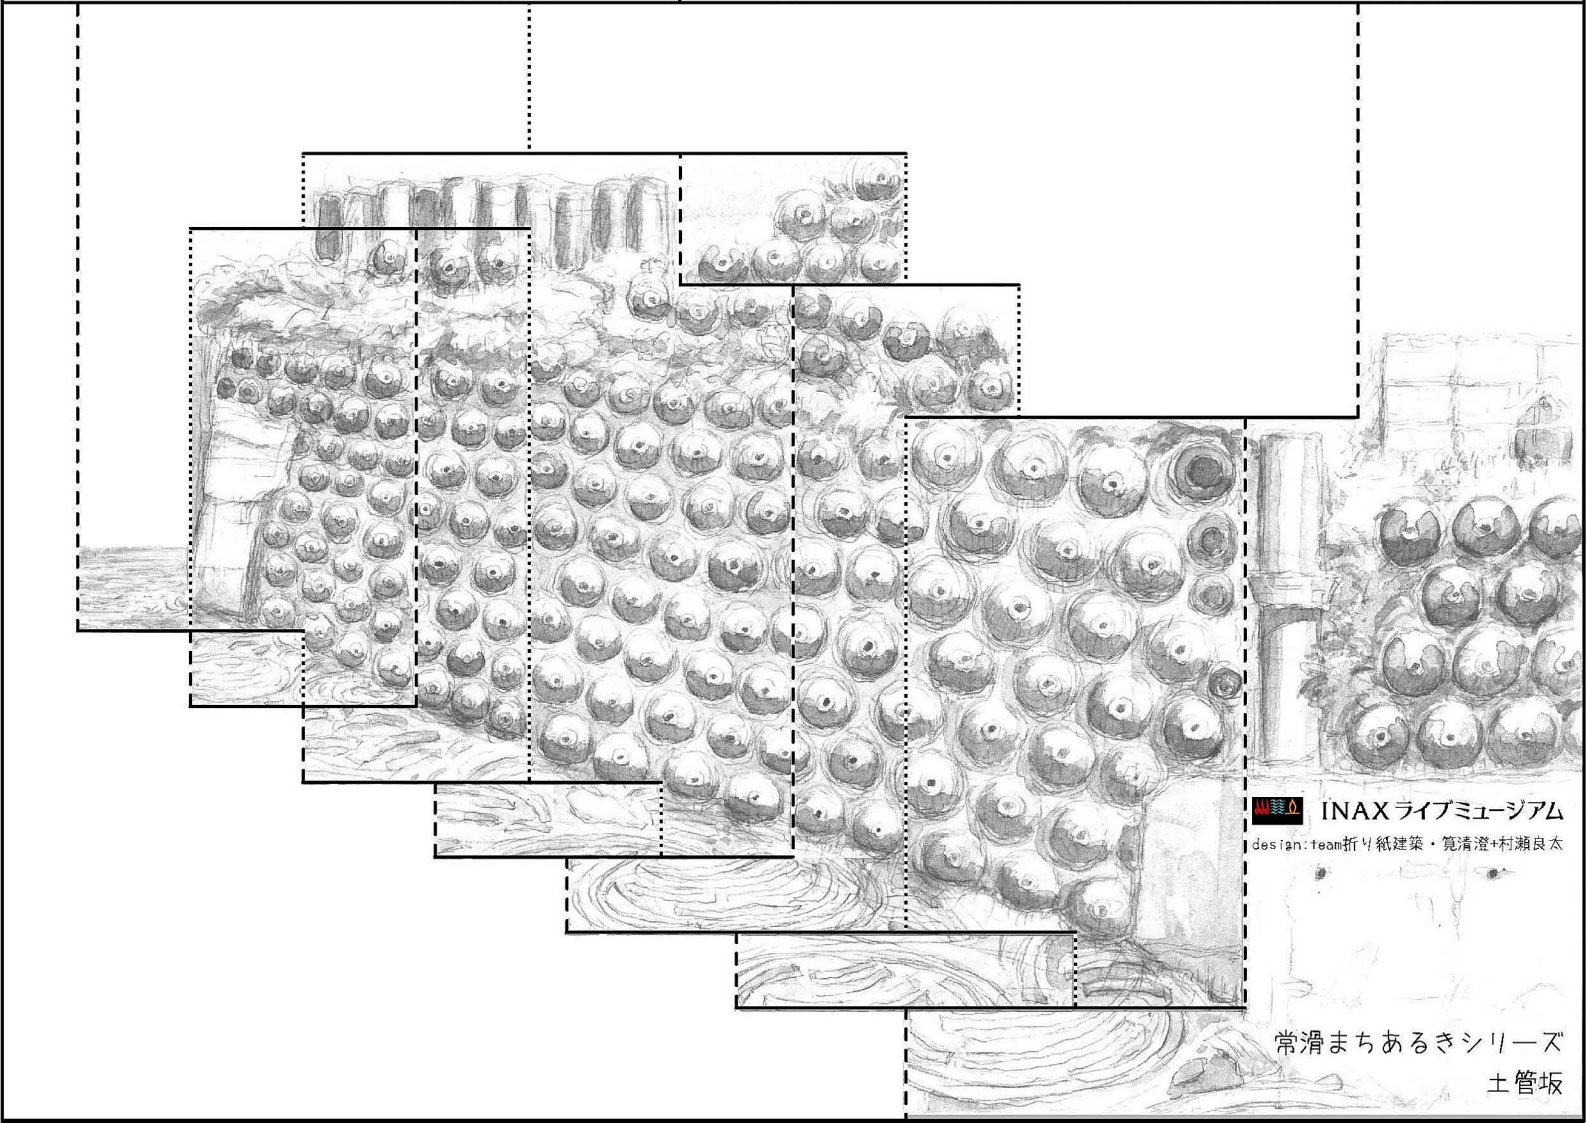 INAXライブミュージアム
design:team折り紙建築・筧清澄+村瀬良太
常滑まちあるきシリーズ
土管坂